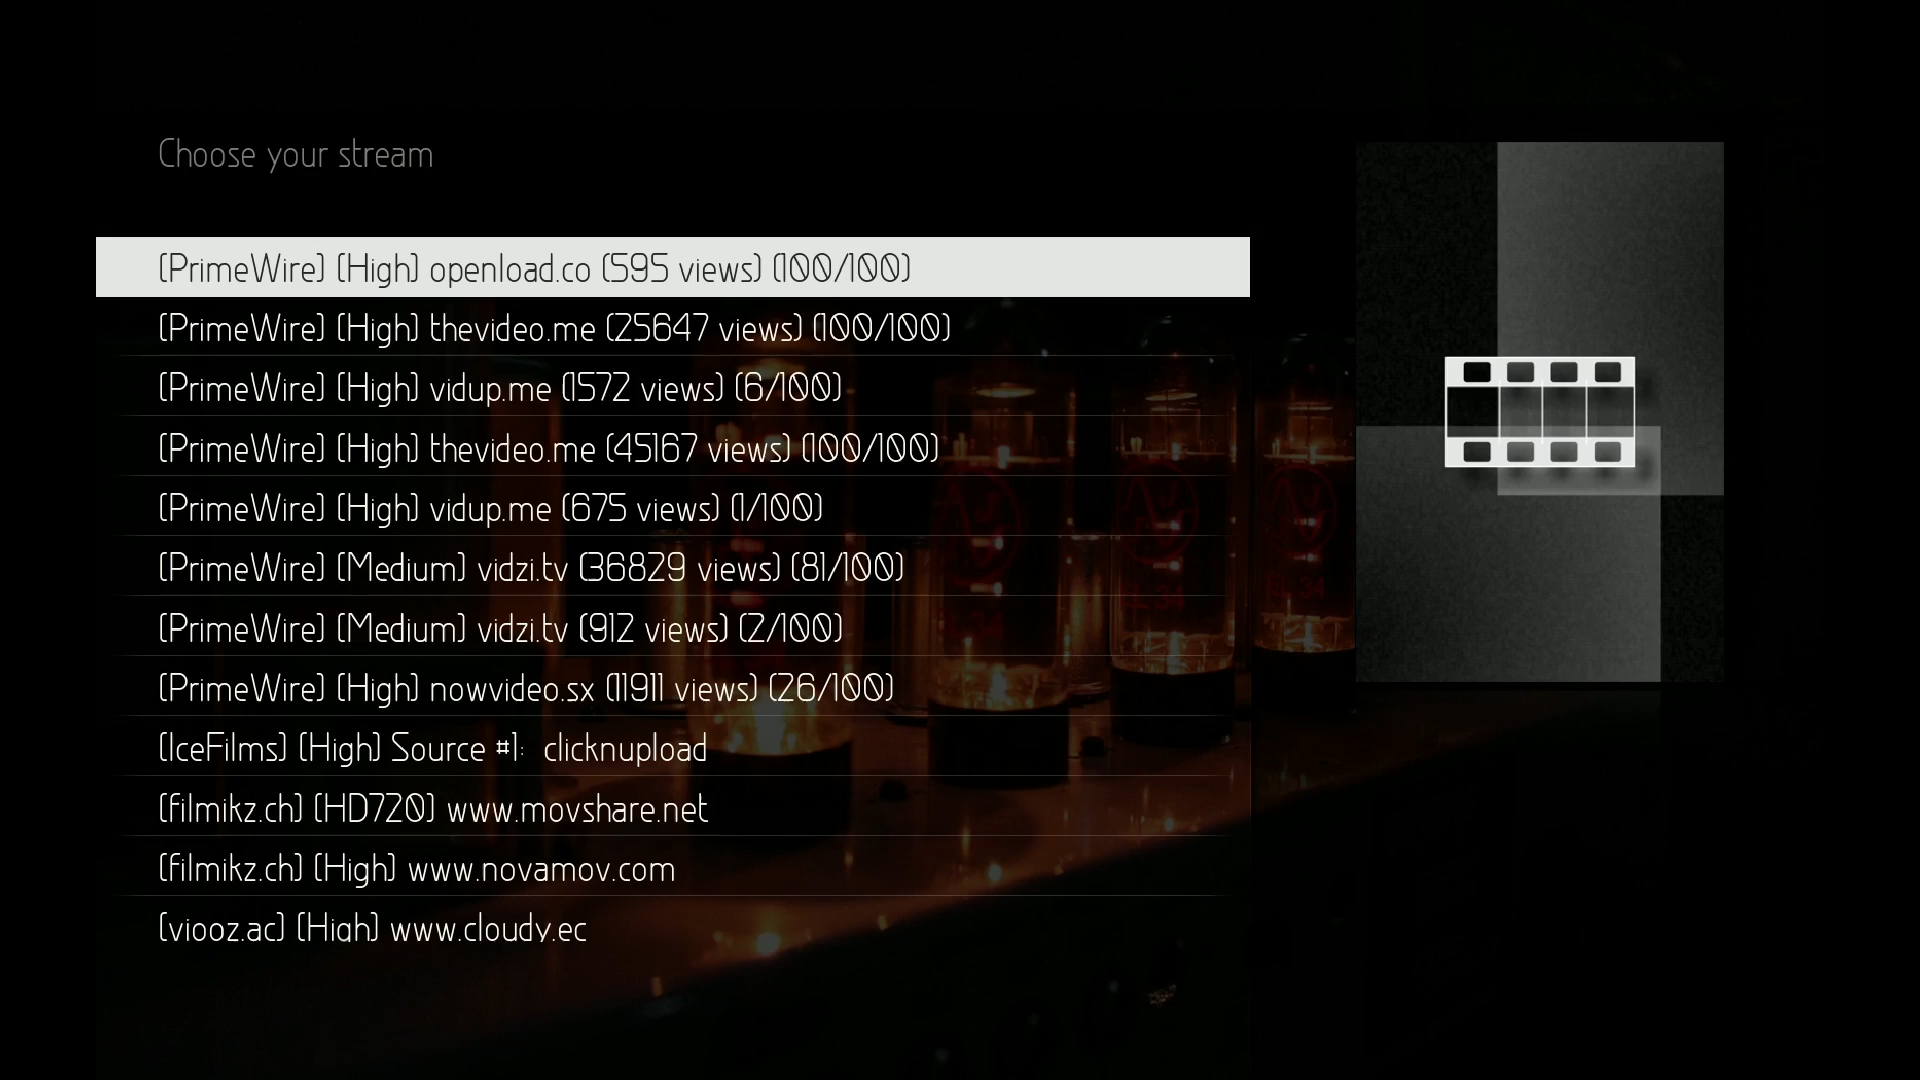 Choose your stream
[PrimeWire] [High] openload.co (595 views) (100/100)
[PrimeWire] [High] thevideo.me (25647 views) (100/100)
[PrimeWire] [High] vidup.me (1572 views) (6/100)
[PrimeWire] [High] thevideo.me (45167 views) (100/100)
[PrimeWire] [High] vidup.me (675 views) (1/100)
[PrimeWire] [Medium] vidzi.tv (36829 views) (81/100)
[PrimeWire] [Medium] vidzi.tv (912 views) (2/100)
[PrimeWire] [High] nowvideo.sx (11911 views) (26/100)
[IceFilms] [High] Source #1:  clicknupload
[filmikz.ch] [HD720] www.movshare.net
[filmikz.ch] [High] www.novamov.com
[viooz.ac] [High] www.cloudy.ec